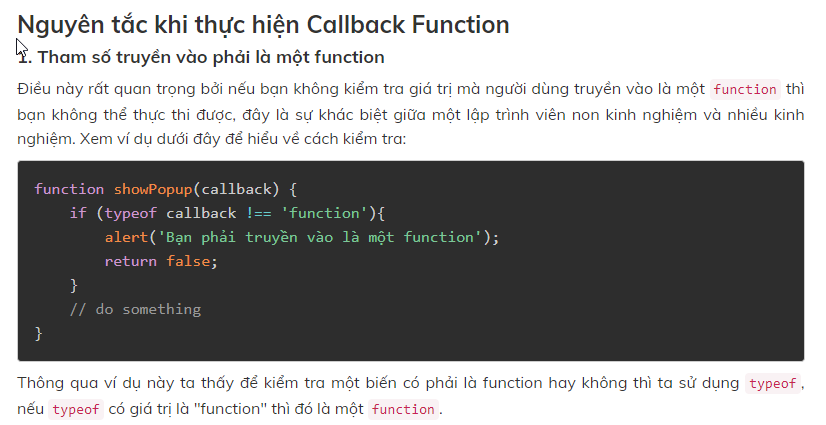 Nguyên tắc khi thực hiện Callback Function
1. Tham số truyền vào phải là một function
Điều này rất quan trọng bởi nếu bạn không kiểm tra giá trị mà người dùng truyền vào là một function thì
bạn không thể thực thi được, đây là sự khác biệt giữa một lập trình viên non kinh nghiệm và nhiều kinh
nghiệm. Xem ví dụ dưới đây để hiểu về cách kiểm tra:
function showPopup(callback) {
    if (typeof callback !== 'function'){
        alert('Bạn phải truyền vào là một function');
        return false;
    }
    // do something
}
Thông qua ví dụ này ta thấy để kiểm tra một biến có phải là function hay không thì ta sử dụng typeof,
nếu typeof có giá trị là "function" thì đó là một function.